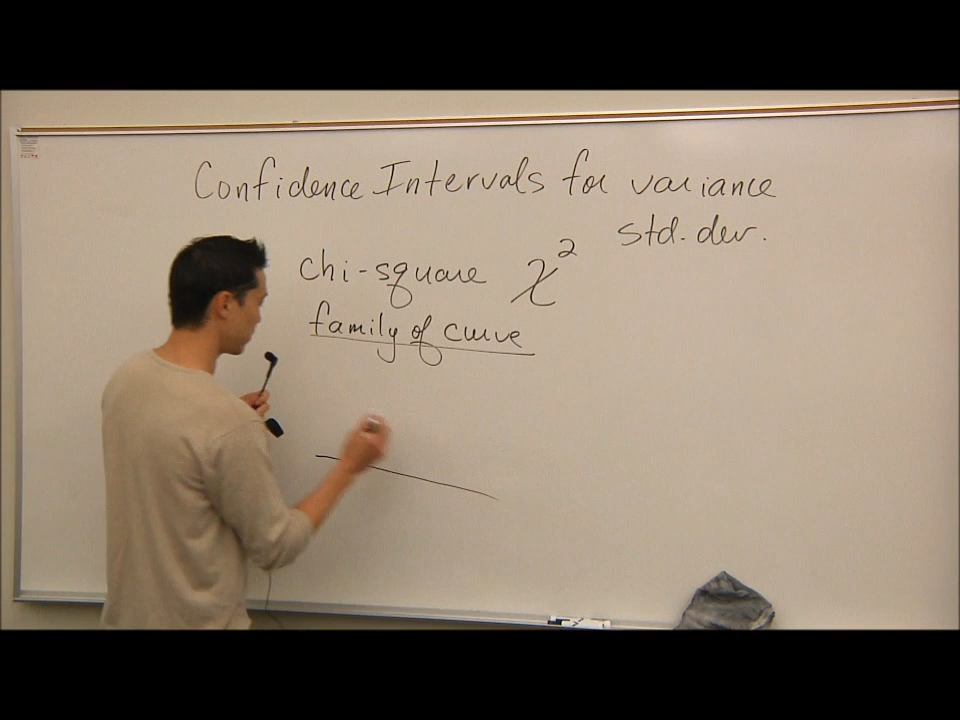 Confidence Intervals for variance
std. dev.
chi-square χ²
family of curve